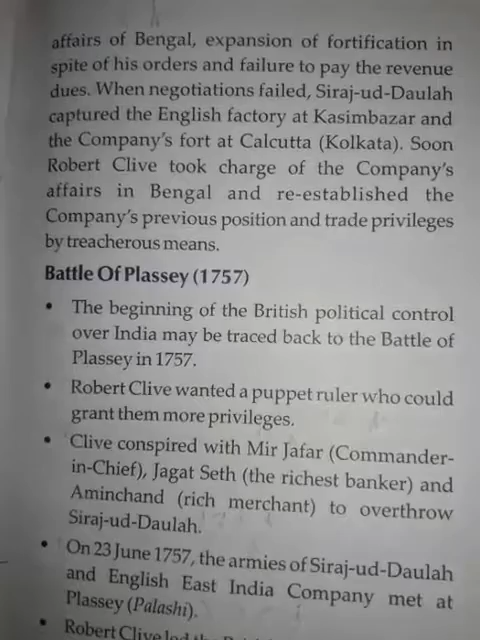 affairs of Bengal, expansion of fortification in
spite of his orders and failure to pay the revenue
dues. When negotiations failed, Siraj-ud-Daulah
captured the English factory at Kasimbazar and
the Company's fort at Calcutta (Kolkata). Soon
Robert Clive took charge of the Company's
affairs in Bengal and re-established the
Company's previous position and trade privileges
by treacherous means.
Battle Of Plassey (1757)
• The beginning of the British political control
over India may be traced back to the Battle of
Plassey in 1757.
• Robert Clive wanted a puppet ruler who could
grant them more privileges.
• Clive conspired with Mir Jafar (Commander-
in-Chief), Jagat Seth (the richest banker) and
Aminchand (rich merchant) to overthrow
Siraj-ud-Daulah.
• On 23 June 1757, the armies of Siraj-ud-Daulah
and English East India Company met at
Plassey (Palashi).
• Robert Clive led the